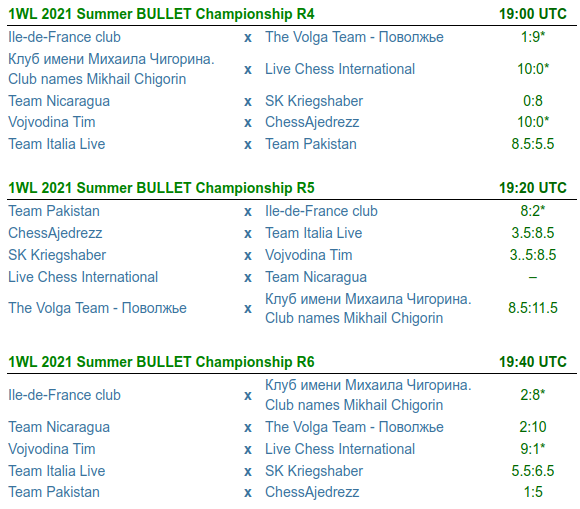 1WL 2021 Summer BULLET Championship R4 19:00 UTC
Ile-de-France club x The Volga Team - Поволжье 1:9*
Клуб имени Михаила Чигорина.
Club names Mikhail Chigorin x Live Chess International 10:0*
Team Nicaragua x SK Kriegshaber 0:8
Vojvodina Tim x ChessAjedrezz 10:0*
Team Italia Live x Team Pakistan 8.5:5.5
1WL 2021 Summer BULLET Championship R5 19:20 UTC
Team Pakistan x Ile-de-France club 8:2*
ChessAjedrezz x Team Italia Live 3.5:8.5
SK Kriegshaber x Vojvodina Tim 3..5:8.5
Live Chess International x Team Nicaragua –
The Volga Team - Поволжье x Клуб имени Михаила Чигорина.
Club names Mikhail Chigorin 8.5:11.5
1WL 2021 Summer BULLET Championship R6 19:40 UTC
Ile-de-France club x Клуб имени Михаила Чигорина.
Club names Mikhail Chigorin 2:8*
Team Nicaragua x The Volga Team - Поволжье 2:10
Vojvodina Tim x Live Chess International 9:1*
Team Italia Live x SK Kriegshaber 5.5:6.5
Team Pakistan x ChessAjedrezz 1:5